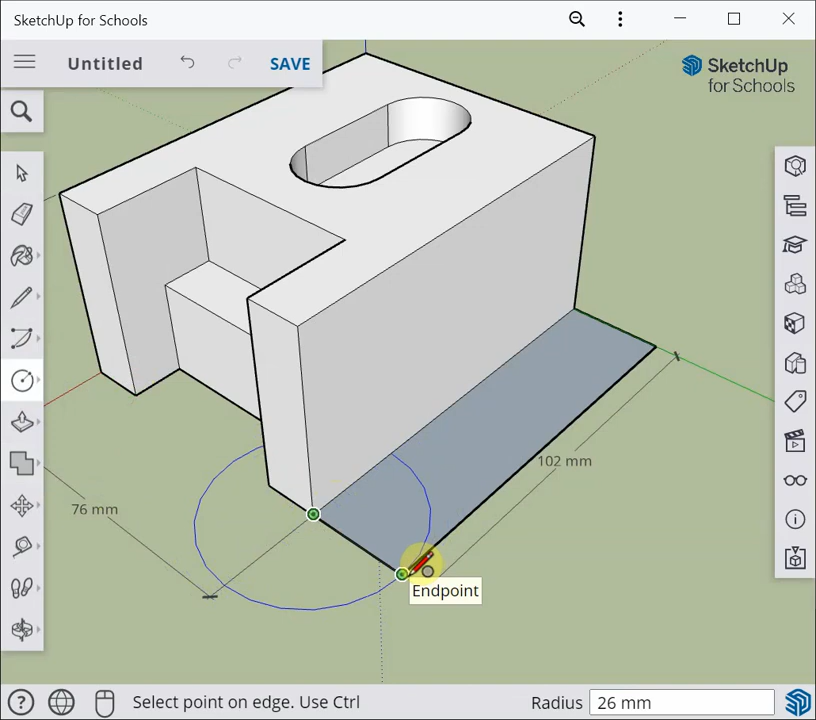 SketchUp for Schools
Untitled
SAVE
SketchUp
for Schools
102 mm
76 mm
Endpoint
Select point on edge. Use Ctrl
Radius
26 mm